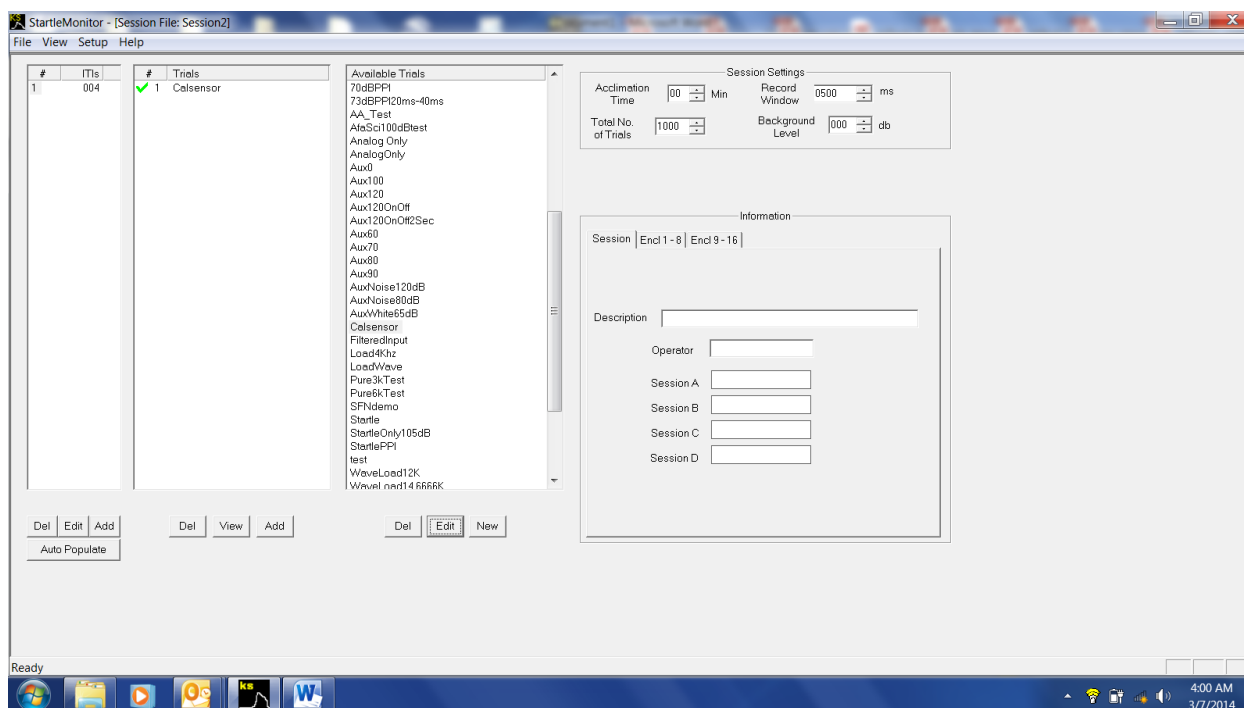 StartleMonitor - [Session File: Session2]
File View Setup Help
# ITIs
1 004
# Trials
1 Calsensor
Available Trials
70dBPPI
73dBPPI20ms-40ms
AA_Test
AfaSci100dBtest
Analog Only
AnalogOnly
Aux0
Aux100
Aux120
Aux120OnOff
Aux120OnOff2Sec
Aux60
Aux70
Aux80
Aux90
AuxNoise120dB
AuxNoise80dB
AuxWhite65dB
Calsensor
FilteredInput
Load4Khz
LoadWave
Pure3kTest
Pure6kTest
SFNdemo
Startle
StartleOnly105dB
StartlePPI
test
WaveLoad12K
WaveLoad14.6666K
Del Edit Add
Auto Populate
Del View Add
Del Edit New
Session Settings
Acclimation Time 00 Min
Record Window 0500 ms
Total No. of Trials 1000
Background Level 000 db
Information
Session Encl 1 - 8 Encl 9 - 16
Description
Operator
Session A
Session B
Session C
Session D
Ready
ks
W
4:00 AM
3/7/2014